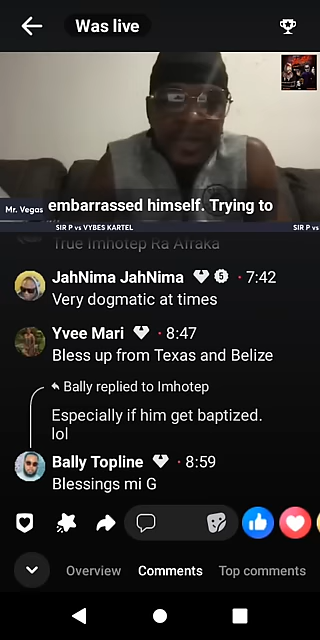 Was live
embarrassed himself. Trying to
Mr. Vegas
SIR P vs VYBES KARTEL
SIR P vs
True Imhotep Ra Afraka
JahNima JahNima 5 · 7:42
Very dogmatic at times
Yvee Mari · 8:47
Bless up from Texas and Belize
Bally replied to Imhotep
Especially if him get baptized.
lol
Bally Topline · 8:59
Blessings mi G
Overview Comments Top comments